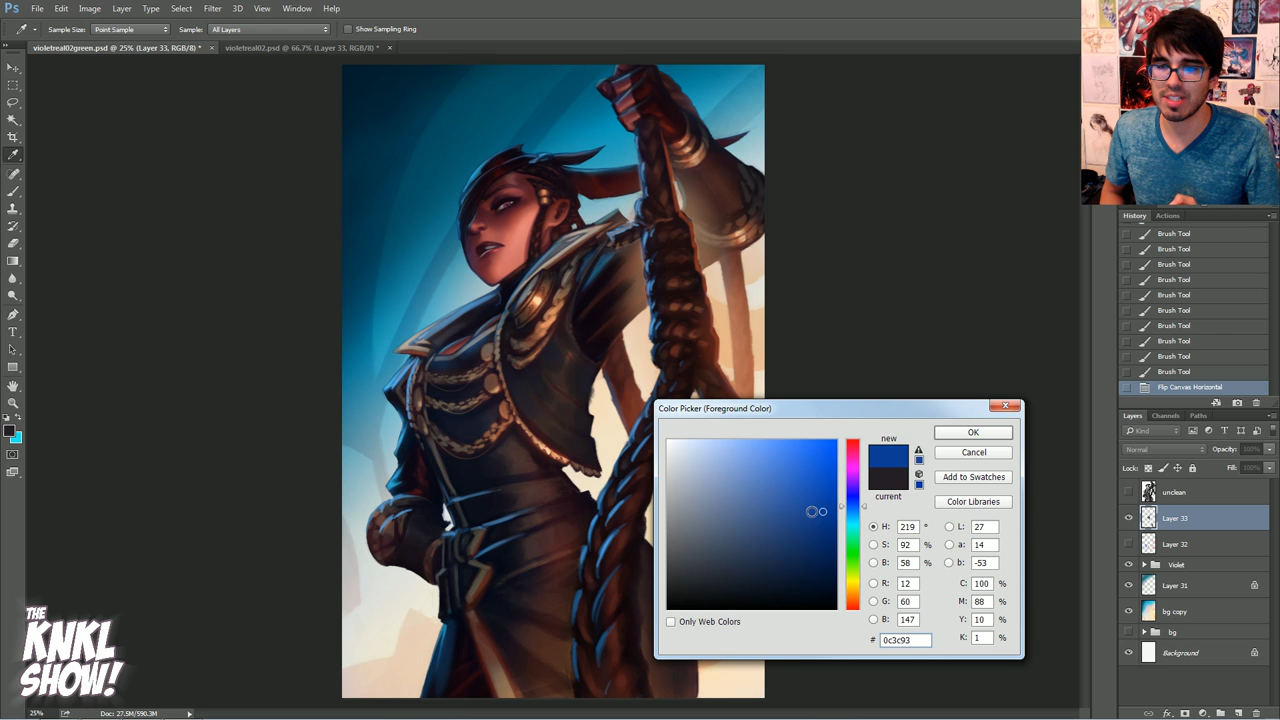 Ps File Edit Image Layer Type Select Filter 3D View Window Help
Sample Size: Point Sample Sample: All Layers Show Sampling Ring
violetreal02green.psd @ 25% (Layer 33, RGB/8) * × violetreal02.psd @ 66.7% (Layer 33, RGB/8) * ×
History Actions
Brush Tool
Brush Tool
Brush Tool
Brush Tool
Brush Tool
Brush Tool
Brush Tool
Brush Tool
Brush Tool
Brush Tool
Flip Canvas Horizontal
Layers Channels Paths
Kind
Normal Opacity: 100%
Lock: Fill: 100%
unclean
Layer 33
Layer 32
Violet
Layer 31
bg copy
bg
Background
Color Picker (Foreground Color)
new
current
OK
Cancel
Add to Swatches
Color Libraries
H: 219 ° L: 27
S: 92 % a: 14
B: 58 % b: -53
R: 12 C: 100 %
G: 60 M: 88 %
B: 147 Y: 10 %
# 0c3c93 K: 1 %
Only Web Colors
THE
KNKL
SHOW!
25% Doc: 27.5M/590.3M